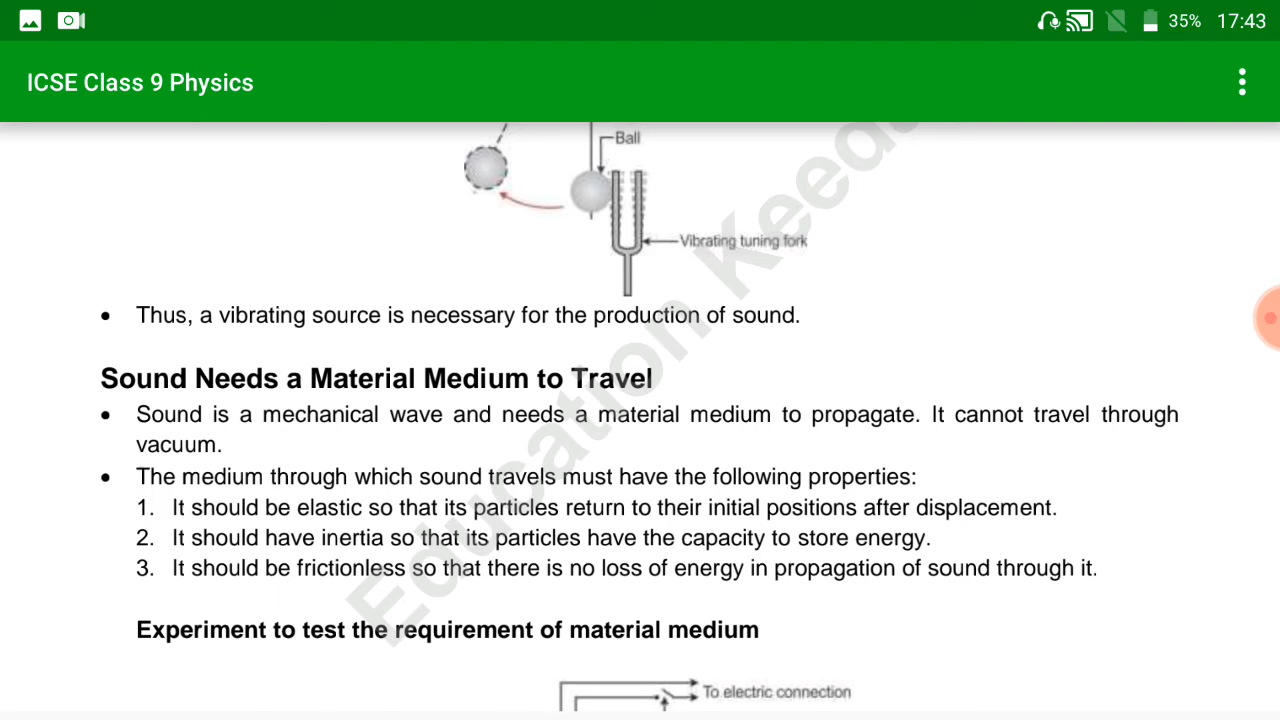 35% 17:43
ICSE Class 9 Physics
Ball
Vibrating tuning fork
• Thus, a vibrating source is necessary for the production of sound.
Sound Needs a Material Medium to Travel
• Sound is a mechanical wave and needs a material medium to propagate. It cannot travel through
vacuum.
• The medium through which sound travels must have the following properties:
1. It should be elastic so that its particles return to their initial positions after displacement.
2. It should have inertia so that its particles have the capacity to store energy.
3. It should be frictionless so that there is no loss of energy in propagation of sound through it.
Experiment to test the requirement of material medium
To electric connection
Education